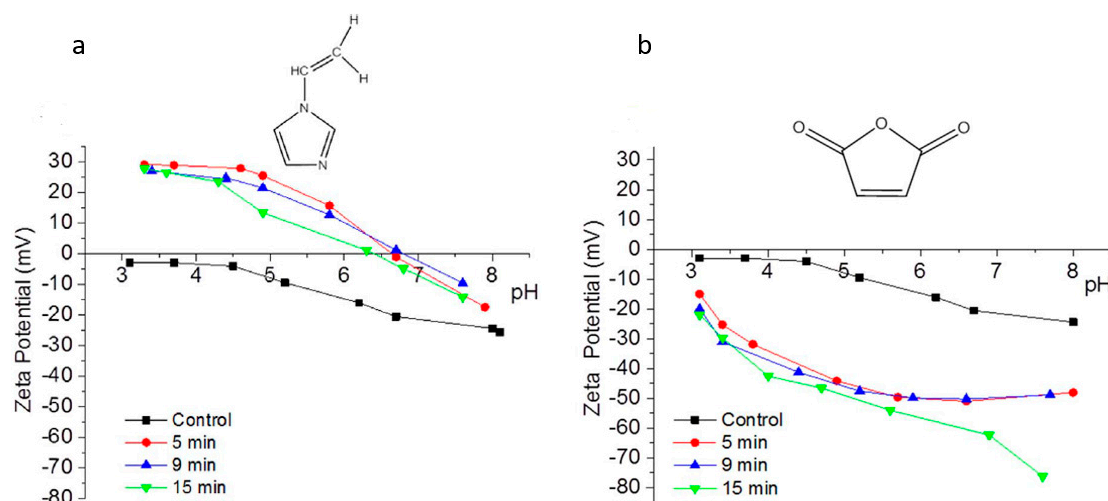 a
H
C
HC
H
N
N
30
20
10
0
-10
-20
-30
-40
-50
-60
-70
-80
3 4 5 6 7 8
pH
Zeta Potential (mV)
Control
5 min
9 min
15 min
b
O O O
30
20
10
0
-10
-20
-30
-40
-50
-60
-70
-80
3 4 5 6 7 8
pH
Zeta Potential (mV)
Control
5 min
9 min
15 min